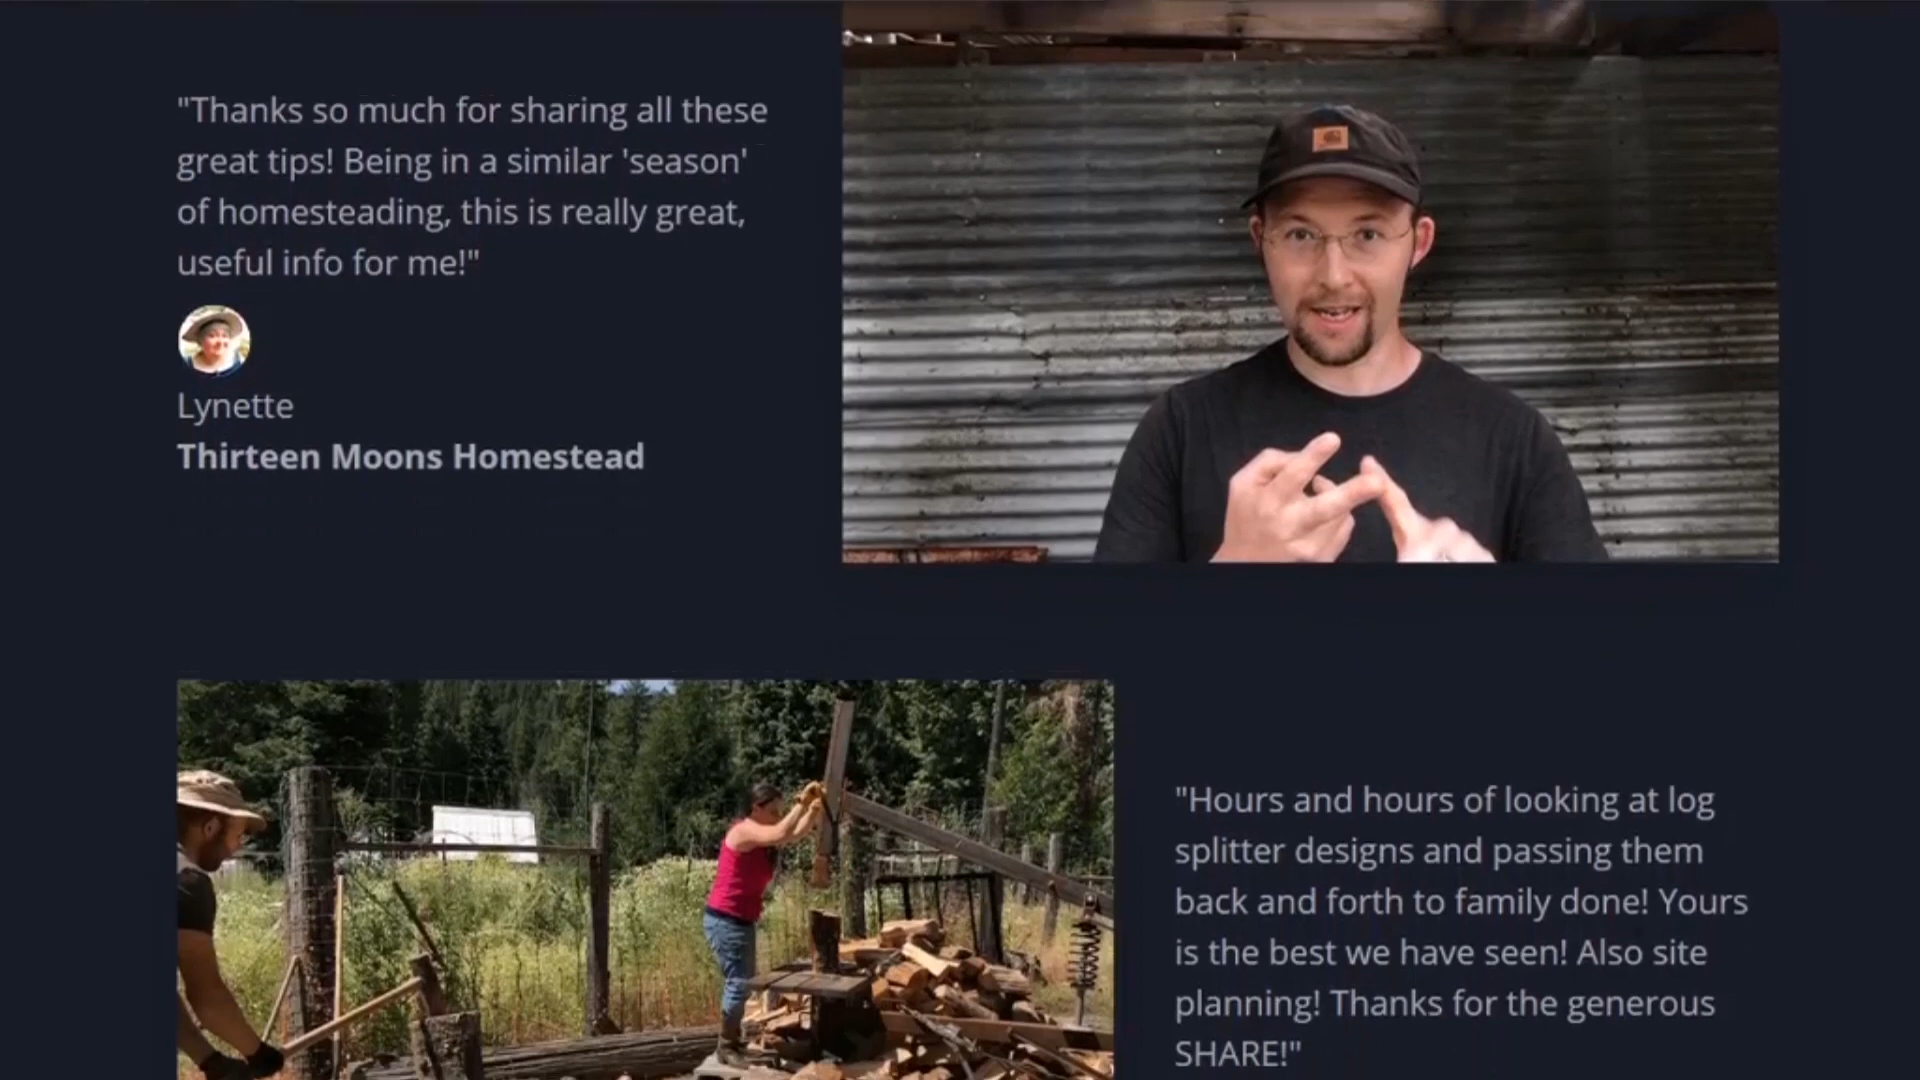 "Thanks so much for sharing all these
great tips! Being in a similar 'season'
of homesteading, this is really great,
useful info for me!"
Lynette
Thirteen Moons Homestead
"Hours and hours of looking at log
splitter designs and passing them
back and forth to family done! Yours
is the best we have seen! Also site
planning! Thanks for the generous
SHARE!"